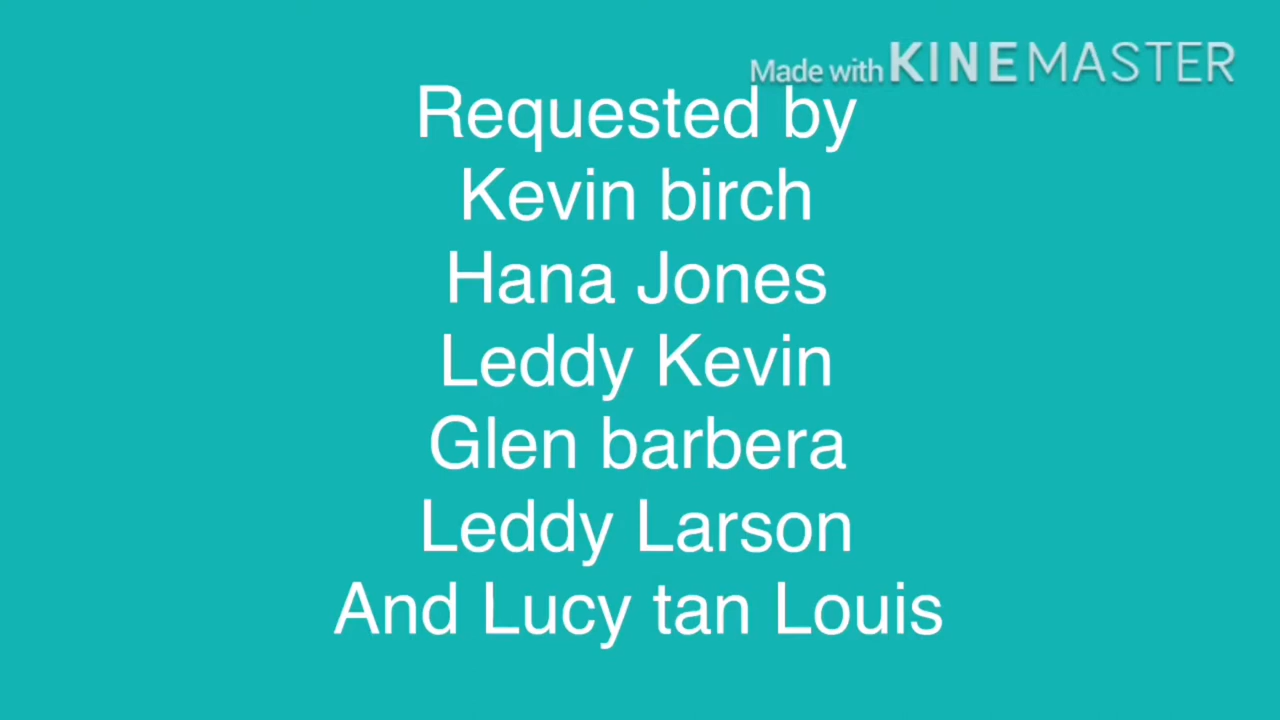 Made with KINEMASTER
Requested by
Kevin birch
Hana Jones
Leddy Kevin
Glen barbera
Leddy Larson
And Lucy tan Louis